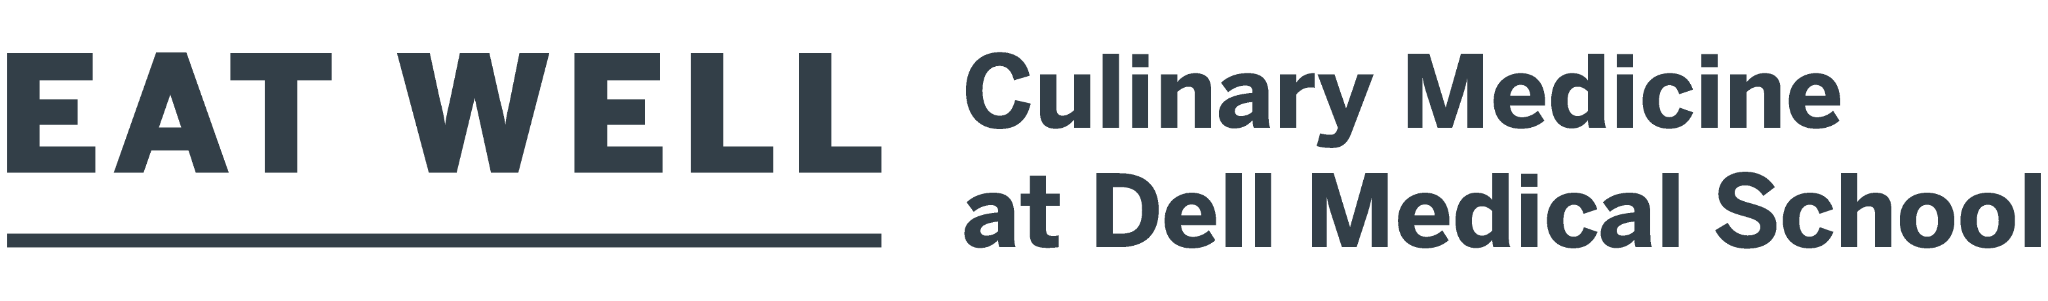 EAT WELL
Culinary Medicine
at Dell Medical School